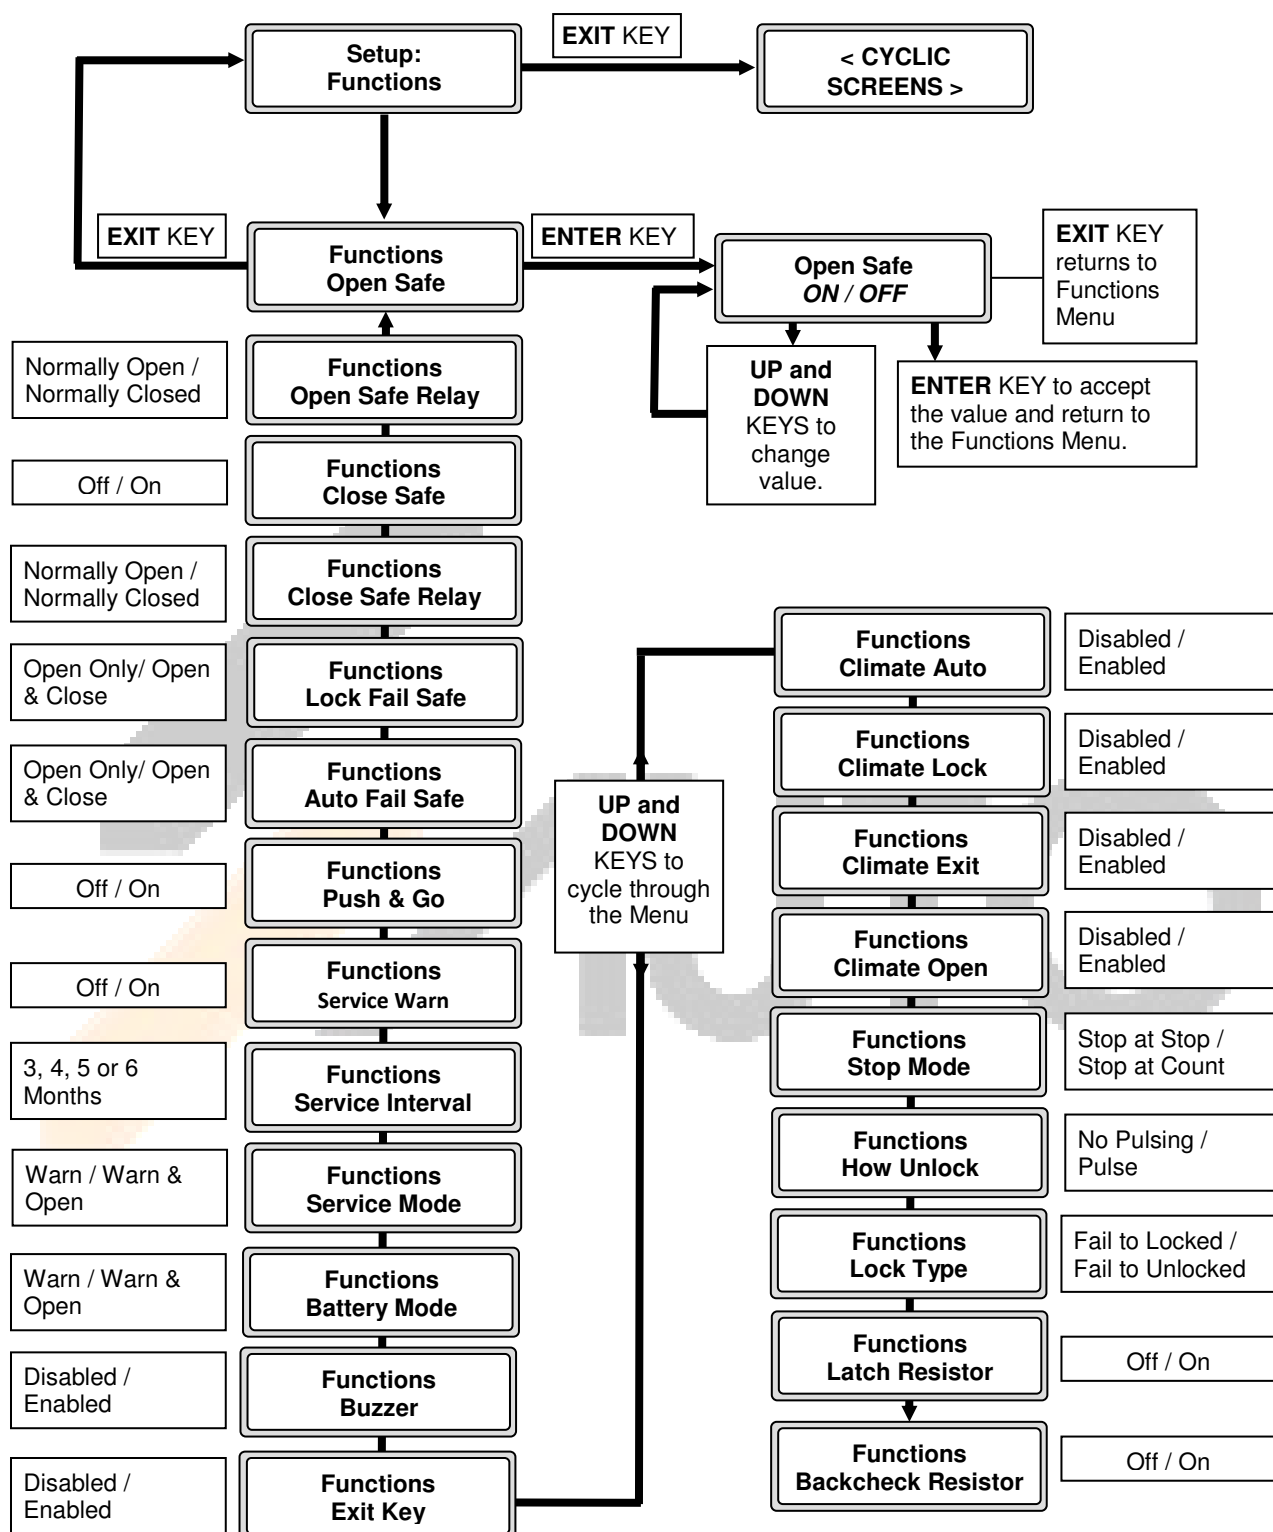 Setup:
Functions
EXIT KEY
< CYCLIC
SCREENS >
EXIT KEY
Functions
Open Safe
ENTER KEY
Open Safe
ON / OFF
EXIT KEY
returns to
Functions
Menu
UP and
DOWN
KEYS to
change
value.
ENTER KEY to accept
the value and return to
the Functions Menu.
Normally Open /
Normally Closed
Functions
Open Safe Relay
Off / On
Functions
Close Safe
Normally Open /
Normally Closed
Functions
Close Safe Relay
Open Only/ Open
& Close
Functions
Lock Fail Safe
Open Only/ Open
& Close
Functions
Auto Fail Safe
Off / On
Functions
Push & Go
Off / On
Functions
Service Warn
3, 4, 5 or 6
Months
Functions
Service Interval
Warn / Warn &
Open
Functions
Service Mode
Warn / Warn &
Open
Functions
Battery Mode
Disabled /
Enabled
Functions
Buzzer
Disabled /
Enabled
Functions
Exit Key
UP and
DOWN
KEYS to
cycle through
the Menu
Functions
Climate Auto
Disabled /
Enabled
Functions
Climate Lock
Disabled /
Enabled
Functions
Climate Exit
Disabled /
Enabled
Functions
Climate Open
Disabled /
Enabled
Functions
Stop Mode
Stop at Stop /
Stop at Count
Functions
How Unlock
No Pulsing /
Pulse
Functions
Lock Type
Fail to Locked /
Fail to Unlocked
Functions
Latch Resistor
Off / On
Functions
Backcheck Resistor
Off / On